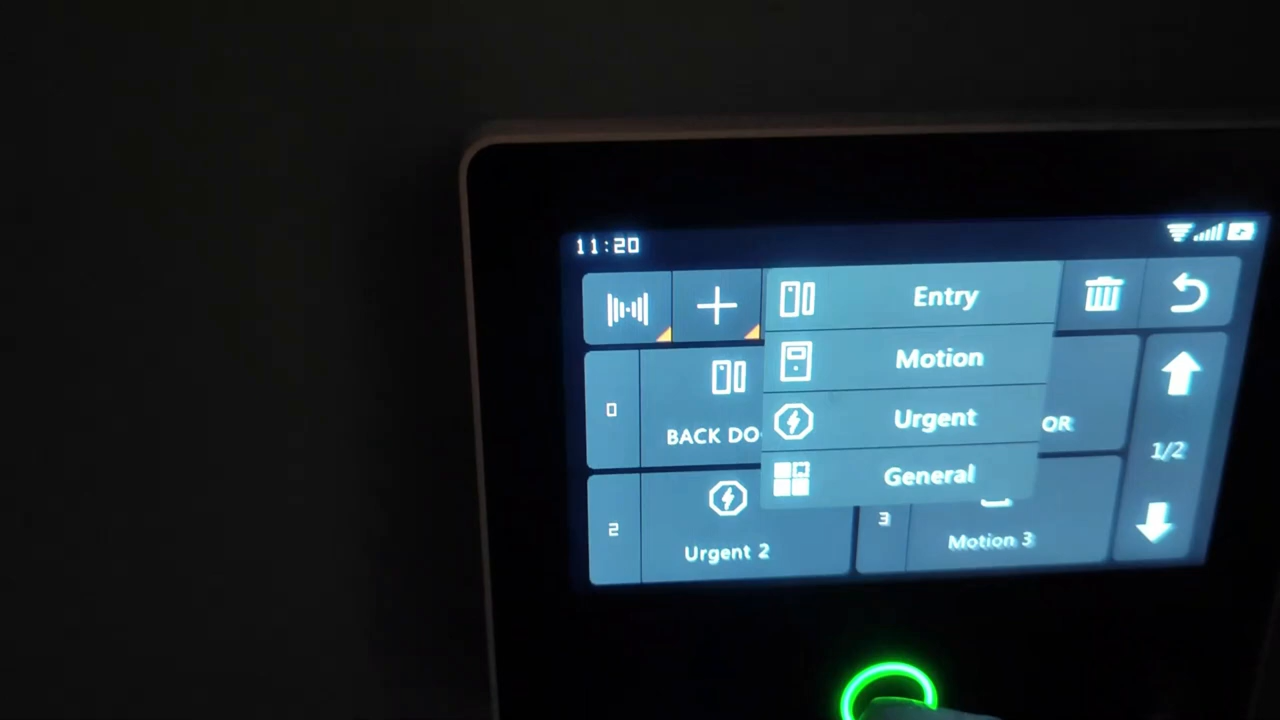 11:20
Entry
Motion
Urgent
General
0
BACK DO
OR
1/2
2
Urgent 2
3
Motion 3